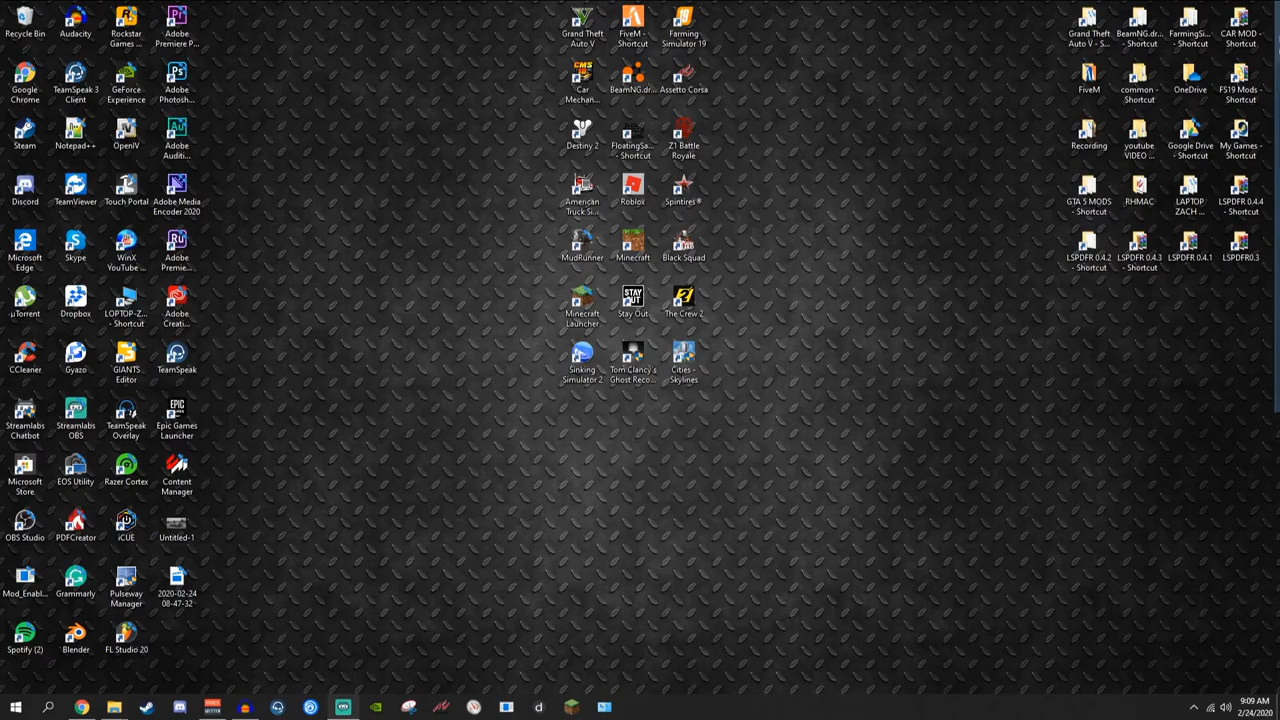 Recycle Bin
Audacity
Rockstar
Games ...
Adobe
Premiere P...
Google
Chrome
TeamSpeak 3
Client
GeForce
Experience
Adobe
Photosh...
Steam
Notepad++
OpenIV
Adobe
Auditi...
Discord
TeamViewer
Touch Portal
Adobe Media
Encoder 2020
Microsoft
Edge
Skype
WinX
YouTube ...
Adobe
Premie...
µTorrent
Dropbox
LOPTOP-Z...
- Shortcut
Adobe
Creati...
CCleaner
Gyazo
GIANTS
Editor
TeamSpeak
Streamlabs
Chatbot
Streamlabs
OBS
TeamSpeak
Overlay
EPIC
Epic Games
Launcher
Microsoft
Store
EOS Utility
Razer Cortex
Content
Manager
OBS Studio
PDFCreator
iCUE
Untitled-1
Mod_Enabl...
Grammarly
Pulseway
Manager
2020-02-24
08-47-32
Spotify (2)
Blender
FL Studio 20
Grand Theft
Auto V
FiveM -
Shortcut
19
Farming
Simulator 19
CMS
Car
Mechan...
BeamNG.dr...
Assetto Corsa
Destiny 2
FloatingSa...
- Shortcut
Z1 Battle
Royale
American
Truck Si...
Roblox
Spintires®
MudRunner
Minecraft
Black Squad
Minecraft
Launcher
STAY
OUT
Stay Out
The Crew 2
Sinking
Simulator 2
Tom Clancy's
Ghost Reco...
Cities -
Skylines
Grand Theft
Auto V - S...
BeamNG.dr...
- Shortcut
FarmingSi...
- Shortcut
CAR MOD -
Shortcut
FiveM
common -
Shortcut
OneDrive
FS19 Mods -
Shortcut
Recording
youtube
VIDEO ...
Google Drive
- Shortcut
My Games -
Shortcut
GTA 5 MODS
- Shortcut
RHMAC
LAPTOP
ZACH ...
LSPDFR 0.4.4
- Shortcut
LSPDFR 0.4.2
- Shortcut
LSPDFR 0.4.3
- Shortcut
LSPDFR 0.4.1
LSPDFR0.3
9:09 AM
2/24/2020